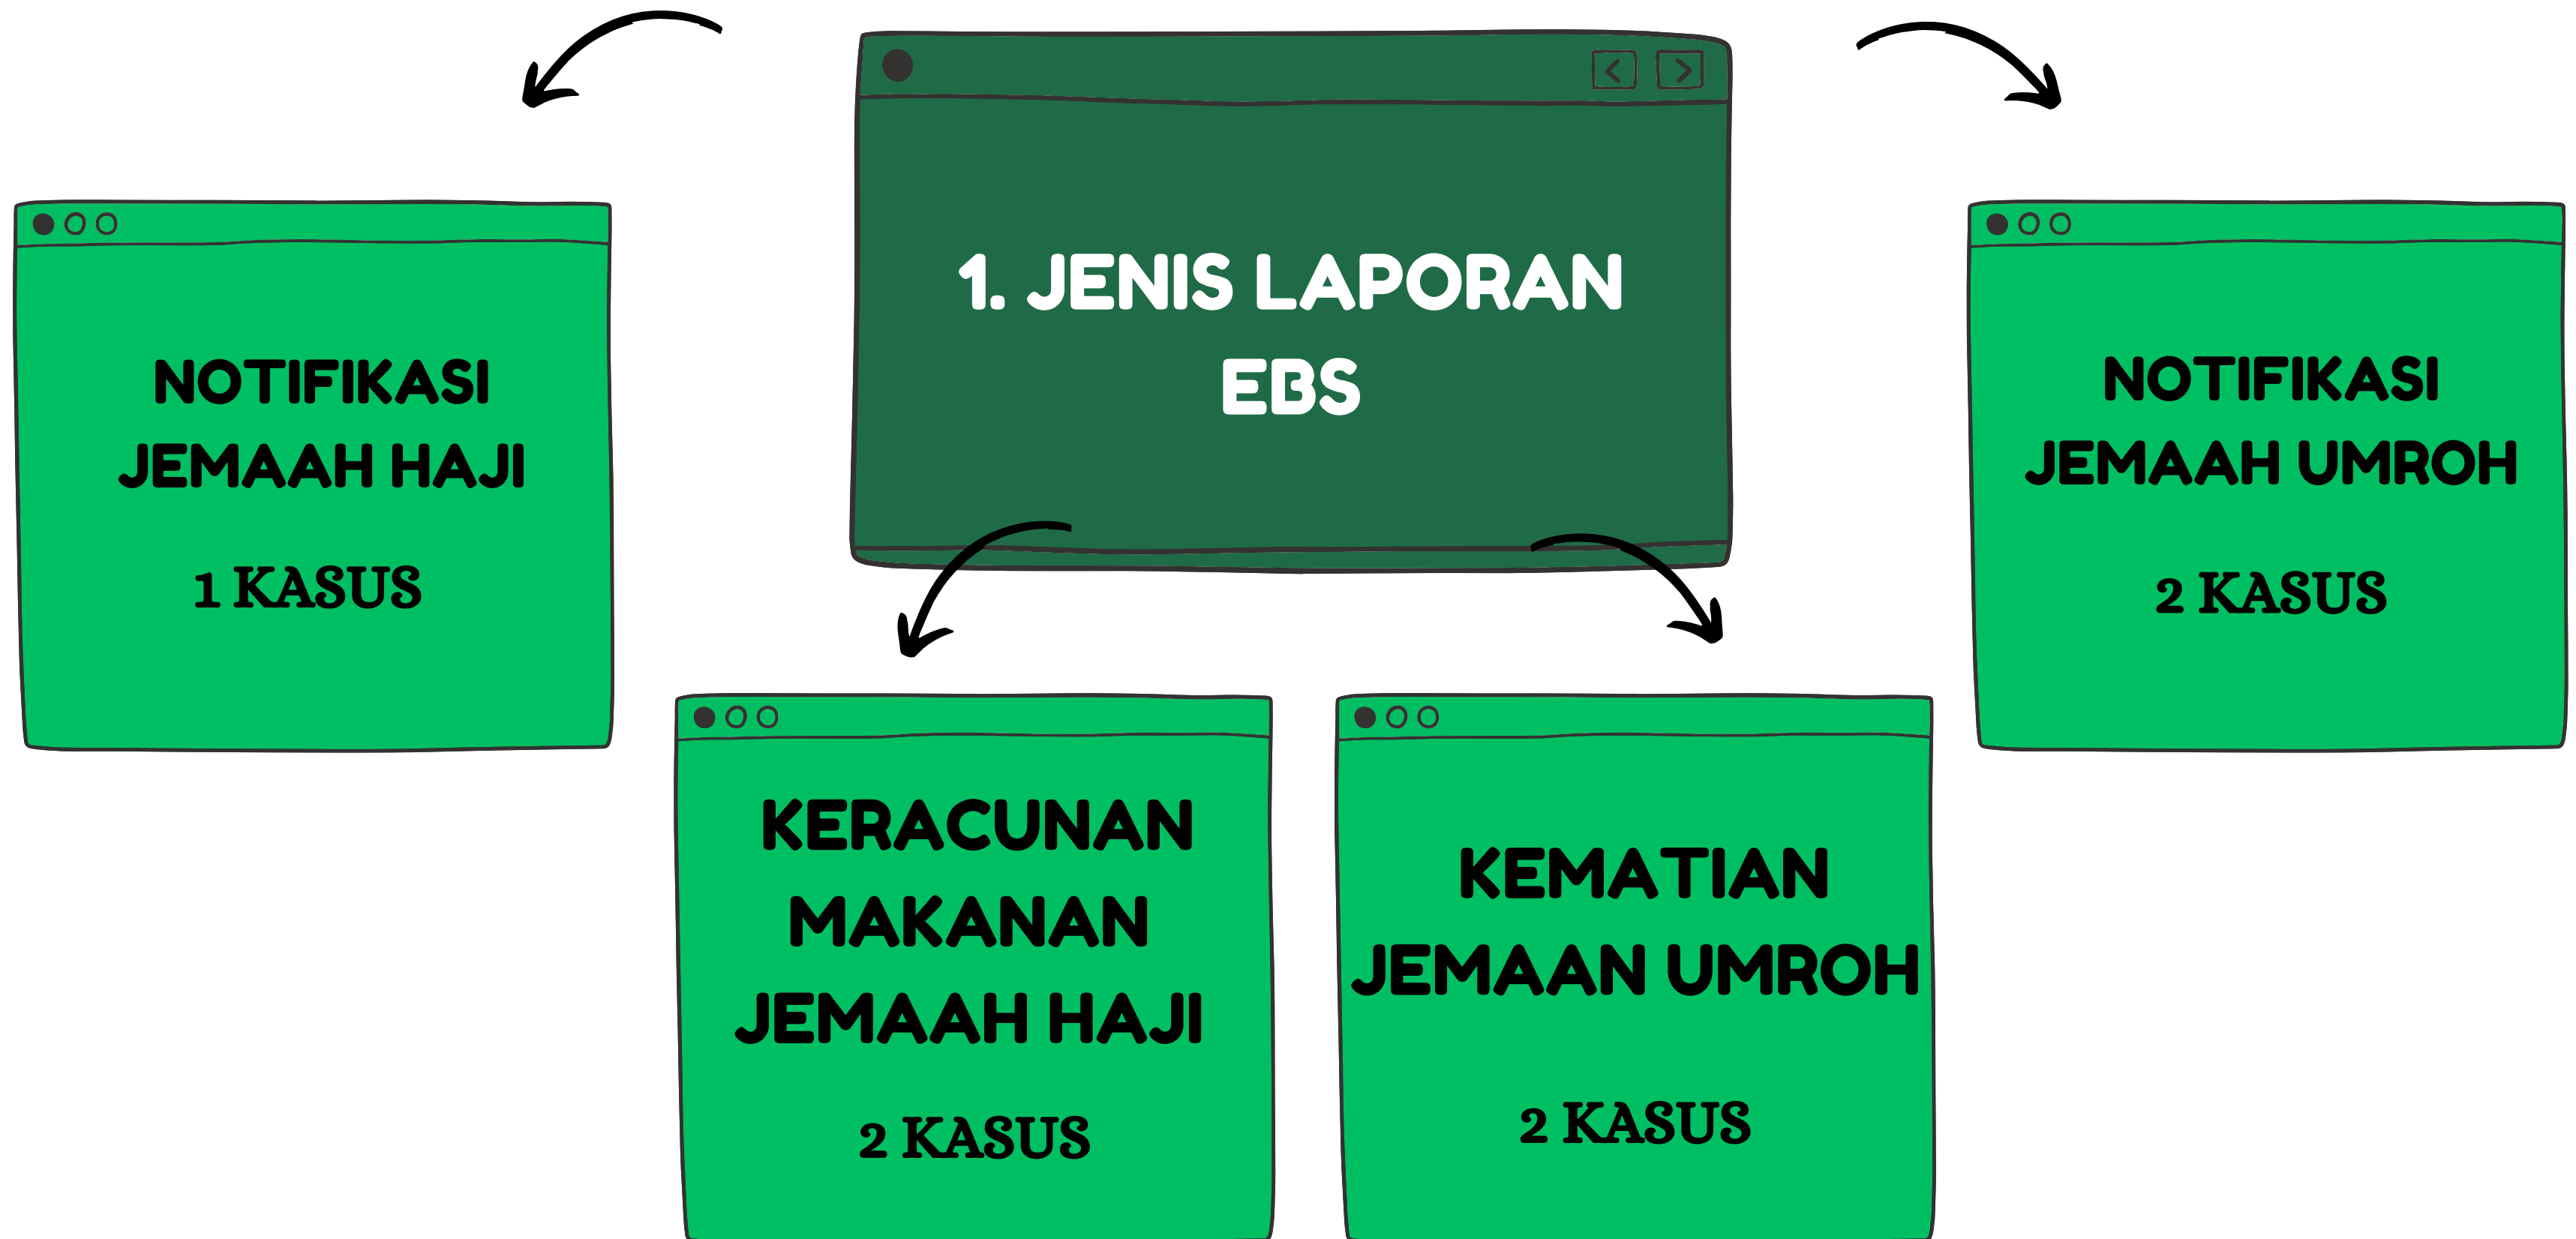 1. JENIS LAPORAN
EBS
NOTIFIKASI
JEMAAH HAJI
1 KASUS
KERACUNAN
MAKANAN
JEMAAH HAJI
2 KASUS
KEMATIAN
JEMAAN UMROH
2 KASUS
NOTIFIKASI
JEMAAH UMROH
2 KASUS